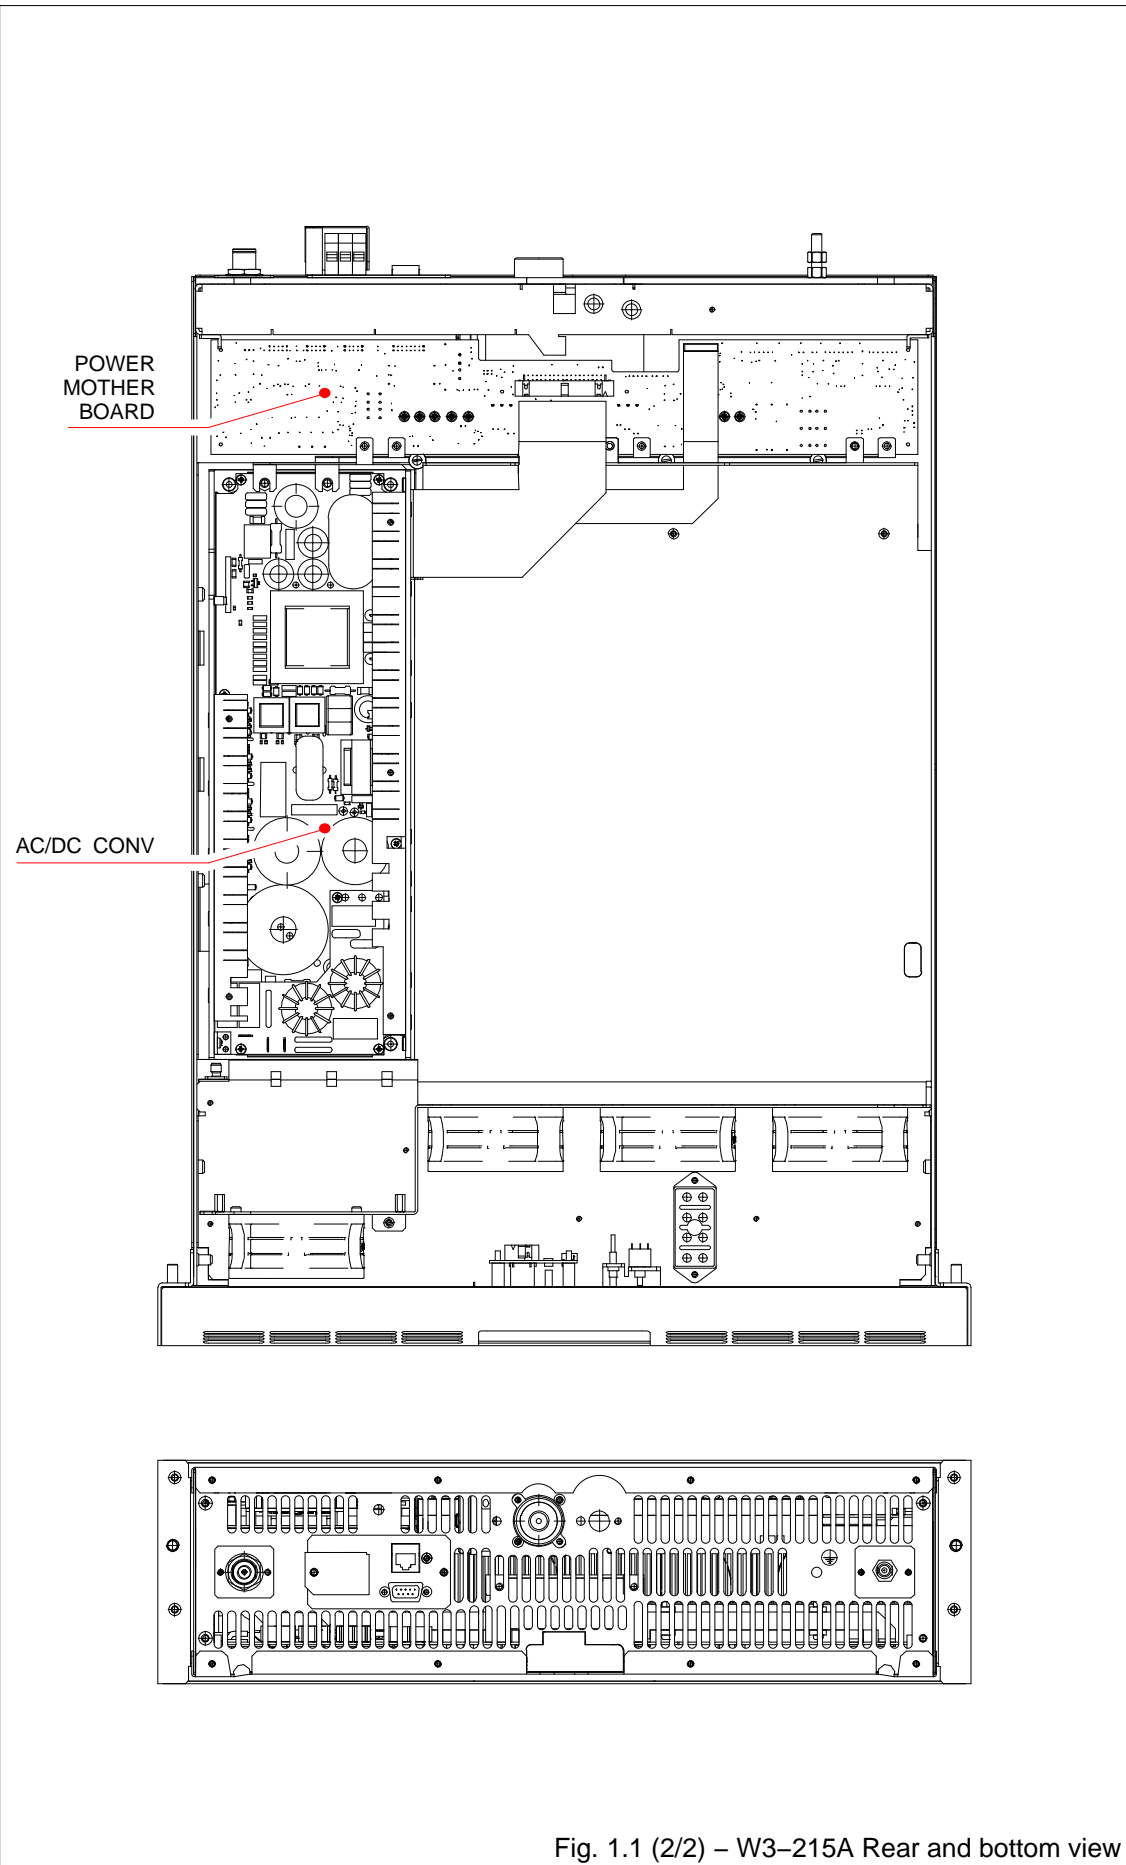 POWER
MOTHER
BOARD
AC/DC CONV
Fig. 1.1 (2/2) – W3–215A Rear and bottom view